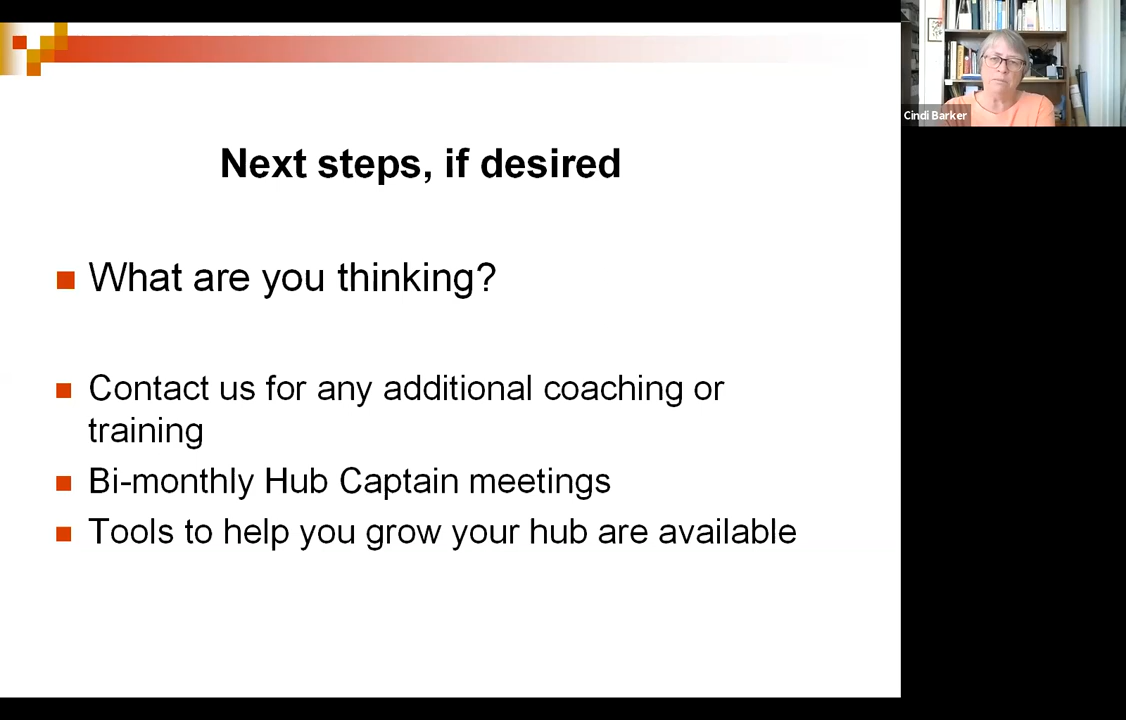 Cindi Barker
Next steps, if desired
What are you thinking?
Contact us for any additional coaching or
training
Bi-monthly Hub Captain meetings
Tools to help you grow your hub are available